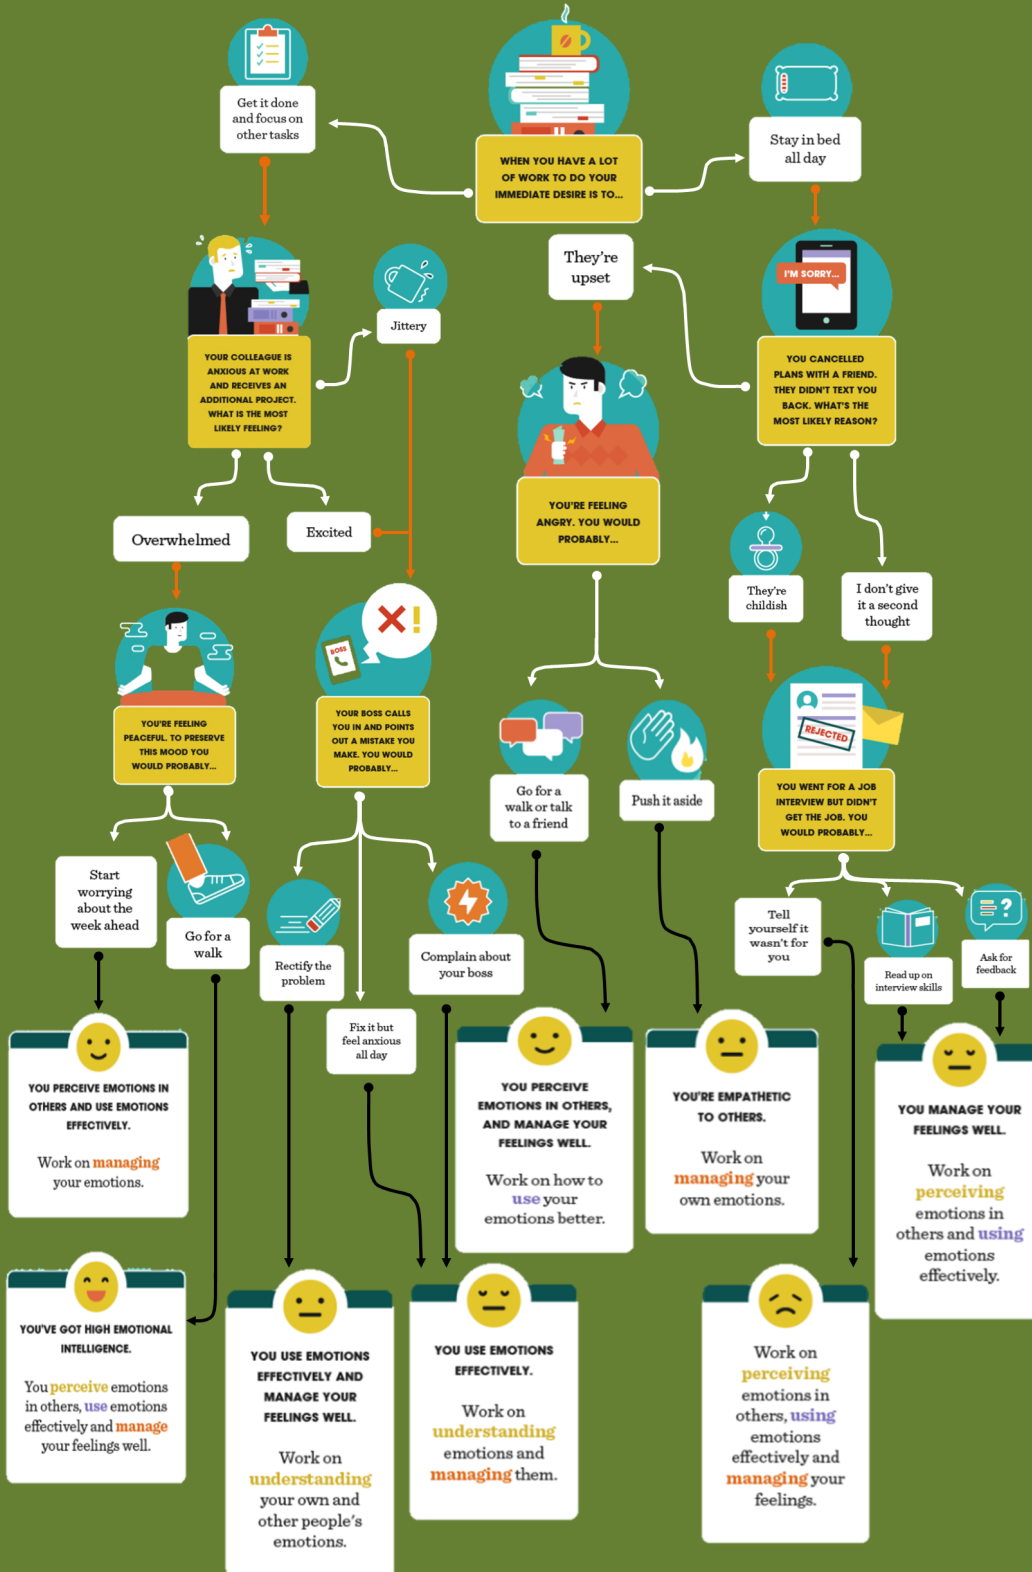 Get it done
and focus on
other tasks
WHEN YOU HAVE A LOT
OF WORK TO DO YOUR
IMMEDIATE DESIRE IS TO...
Stay in bed
all day
They're
upset
I'M SORRY...
Jittery
YOUR COLLEAGUE IS
ANXIOUS AT WORK
AND RECEIVES AN
ADDITIONAL PROJECT.
WHAT IS THE MOST
LIKELY FEELING?
YOU CANCELLED
PLANS WITH A FRIEND.
THEY DIDN'T TEXT YOU
BACK. WHAT'S THE
MOST LIKELY REASON?
Overwhelmed
Excited
YOU'RE FEELING
ANGRY. YOU WOULD
PROBABLY...
They're
childish
I don't give
it a second
thought
BOSS
X!
REJECTED
YOU'RE FEELING
PEACEFUL. TO PRESERVE
THIS MOOD YOU
WOULD PROBABLY...
YOUR BOSS CALLS
YOU IN AND POINTS
OUT A MISTAKE YOU
MAKE. YOU WOULD
PROBABLY...
Go for a
walk or talk
to a friend
Push it aside
YOU WENT FOR A JOB
INTERVIEW BUT DIDN'T
GET THE JOB. YOU
WOULD PROBABLY...
Start
worrying
about the
week ahead
Go for a
walk
Rectify the
problem
Complain about
your boss
Fix it but
feel anxious
all day
Tell
yourself it
wasn't for
you
Read up on
interview skills
?
Ask for
feedback
YOU PERCEIVE EMOTIONS IN
OTHERS AND USE EMOTIONS
EFFECTIVELY.
Work on managing
your emotions.
YOU PERCEIVE
EMOTIONS IN OTHERS,
AND MANAGE YOUR
FEELINGS WELL.
Work on how to
use your
emotions better.
YOU'RE EMPATHETIC
TO OTHERS.
Work on
managing your
own emotions.
YOU MANAGE YOUR
FEELINGS WELL.
Work on
perceiving
emotions in
others and using
emotions
effectively.
YOU'VE GOT HIGH EMOTIONAL
INTELLIGENCE.
You perceive emotions
in others, use emotions
effectively and manage
your feelings well.
YOU USE EMOTIONS
EFFECTIVELY AND
MANAGE YOUR
FEELINGS WELL.
Work on
understanding
your own and
other people's
emotions.
YOU USE EMOTIONS
EFFECTIVELY.
Work on
understanding
emotions and
managing them.
Work on
perceiving
emotions in
others, using
emotions
effectively and
managing your
feelings.